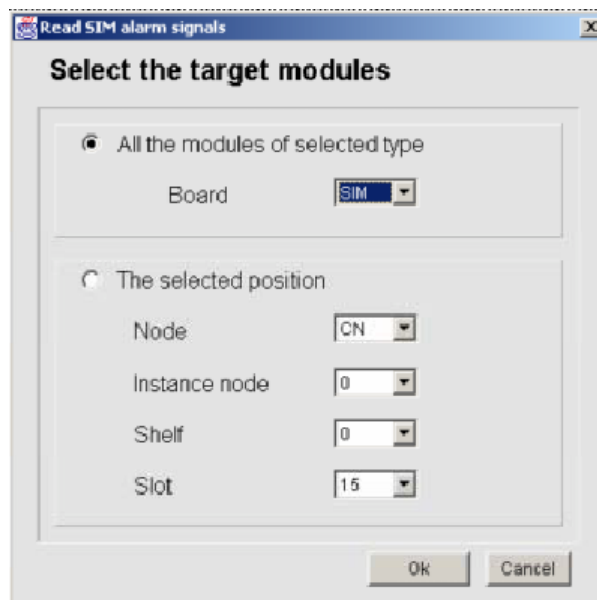 Read SIM alarm signals
Select the target modules
All the modules of selected type
Board SIM
The selected position
Node CN
Instance node 0
Shelf 0
Slot 15
Ok Cancel